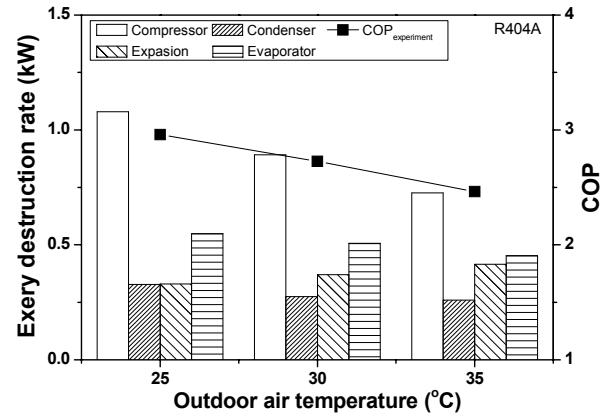 1.5
1.0
0.5
0.0
4
3
2
1
Compressor Condenser COP experiment
Expasion Evaporator
R404A
Exery destruction rate (kW)
COP
25 30 35
Outdoor air temperature (°C)